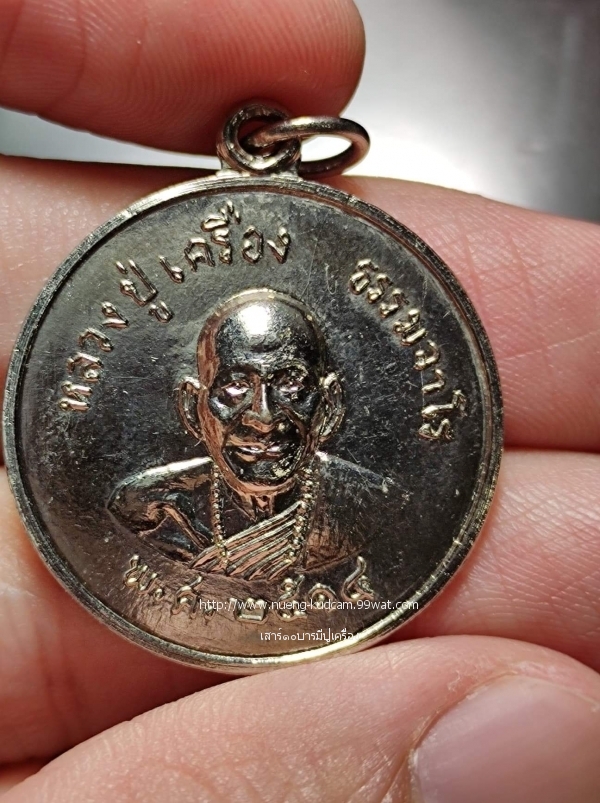 หลวงปู่เครื่อง ธรรมวาโร
พ.ศ. ๒๕๑๕
http://www.nueng-kudcam.99wat.com
เสาร์๑๐บารมีปู่เครื่อง